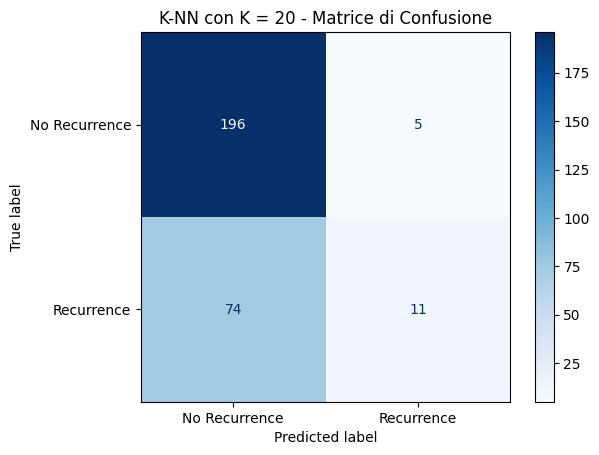 K-NN con K = 20 - Matrice di Confusione
No Recurrence
196
5
Recurrence
74
11
No Recurrence
Recurrence
Predicted label
True label
175
150
125
100
75
50
25